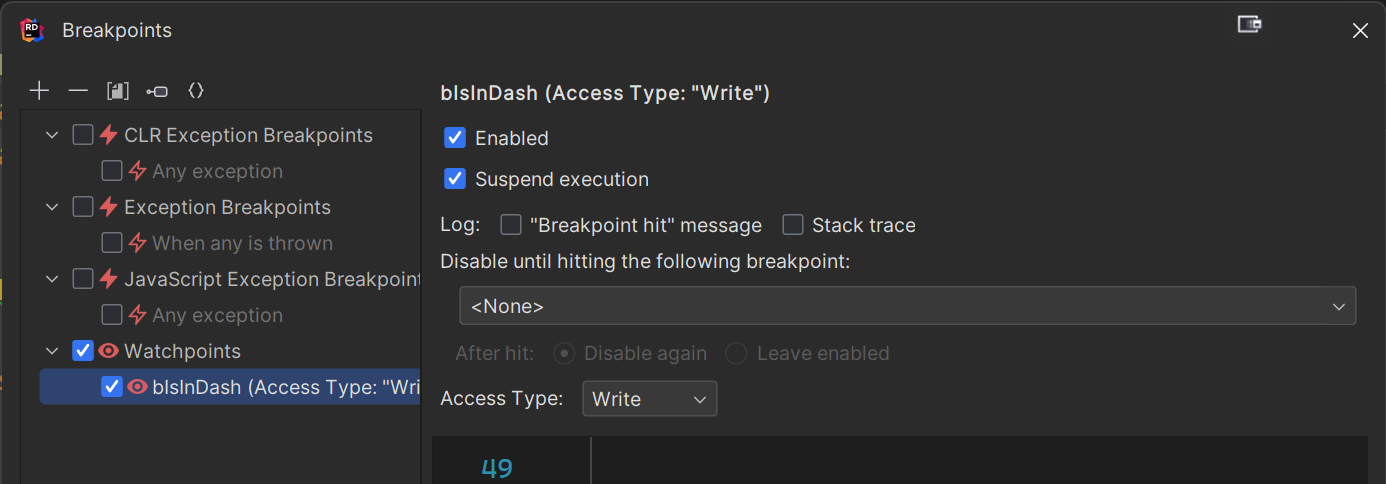 RD
Breakpoints
bIsInDash (Access Type: "Write")
CLR Exception Breakpoints
Any exception
Exception Breakpoints
When any is thrown
JavaScript Exception Breakpoint
Any exception
Watchpoints
bIsInDash (Access Type: "Wri
Enabled
Suspend execution
Log: "Breakpoint hit" message Stack trace
Disable until hitting the following breakpoint:
<None>
After hit: Disable again Leave enabled
Access Type: Write
49